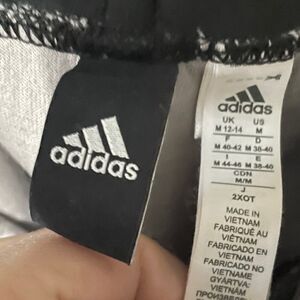 adidas
adidas
UK US
M 12-14 M
F D
M 40-42 M 38-40
I E
M 44-46 M 38-40
CDN
M/M
J
2XOT
MADE IN
VIETNAM
FABRIQUÉ AU
VIÊTNAM
FABRICADO EN
VIETNAM
FABRICADO NO
VIETNAME
GYÁRTVA:
VIETNAM